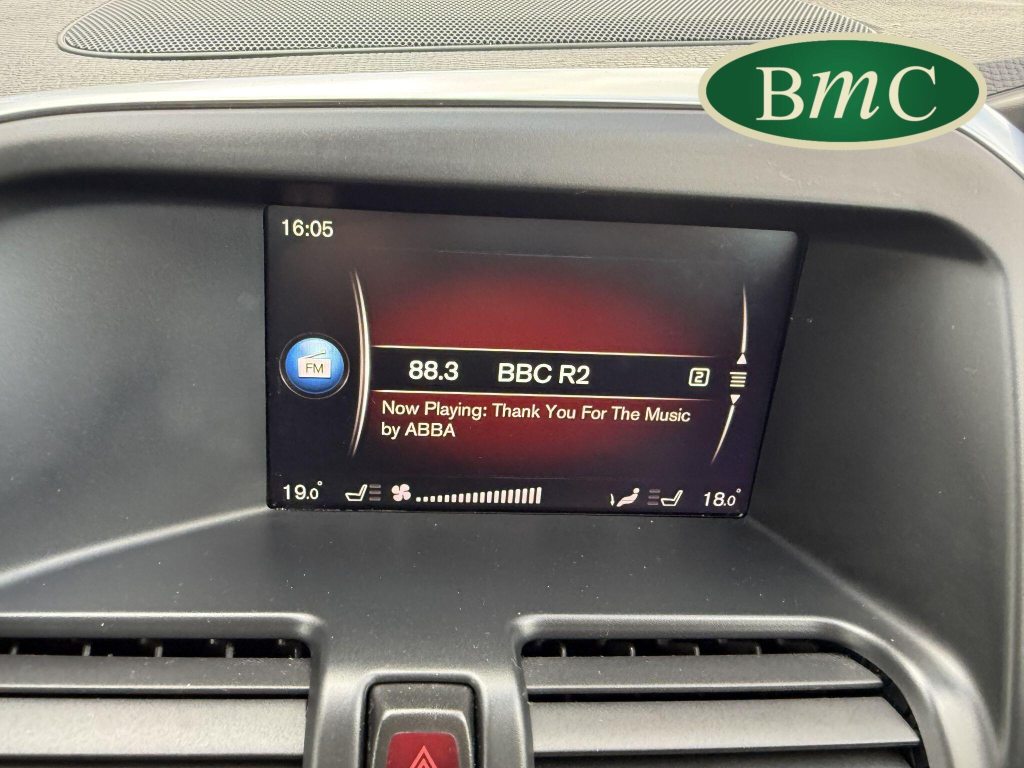 BmC
16:05
88.3 BBC R2 2
FM
Now Playing: Thank You For The Music
by ABBA
19.0° 18.0°